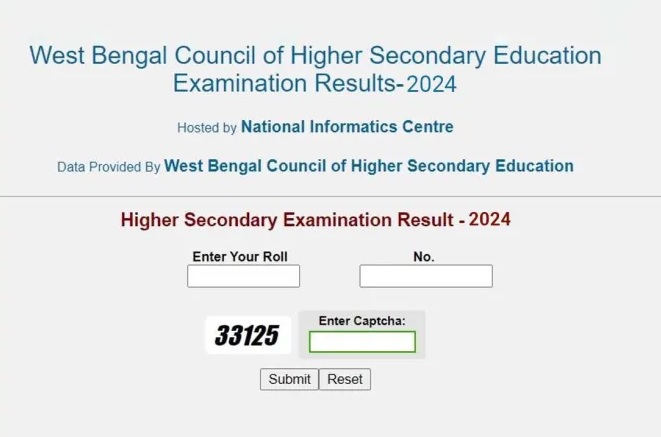 West Bengal Council of Higher Secondary Education
Examination Results-2024
Hosted by National Informatics Centre
Data Provided By West Bengal Council of Higher Secondary Education
Higher Secondary Examination Result - 2024
Enter Your Roll No.
33125 Enter Captcha:
Submit Reset